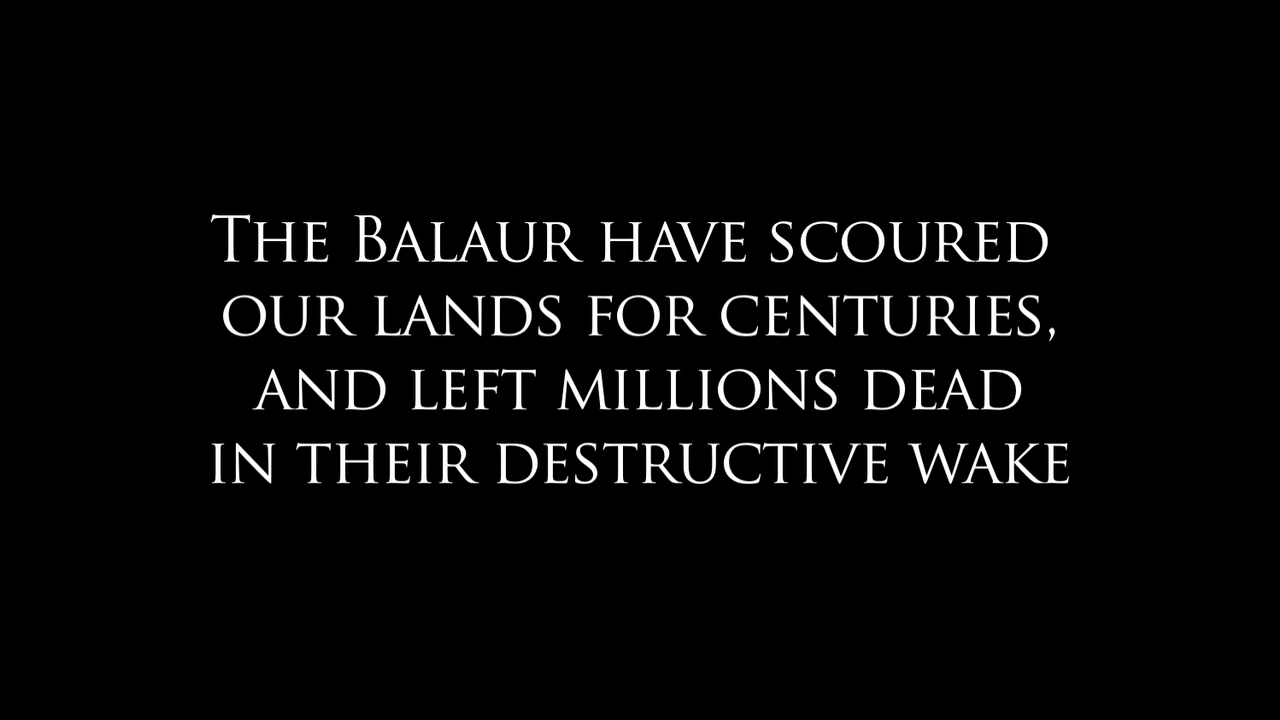 The Balaur have scoured
our lands for centuries,
and left millions dead
in their destructive wake